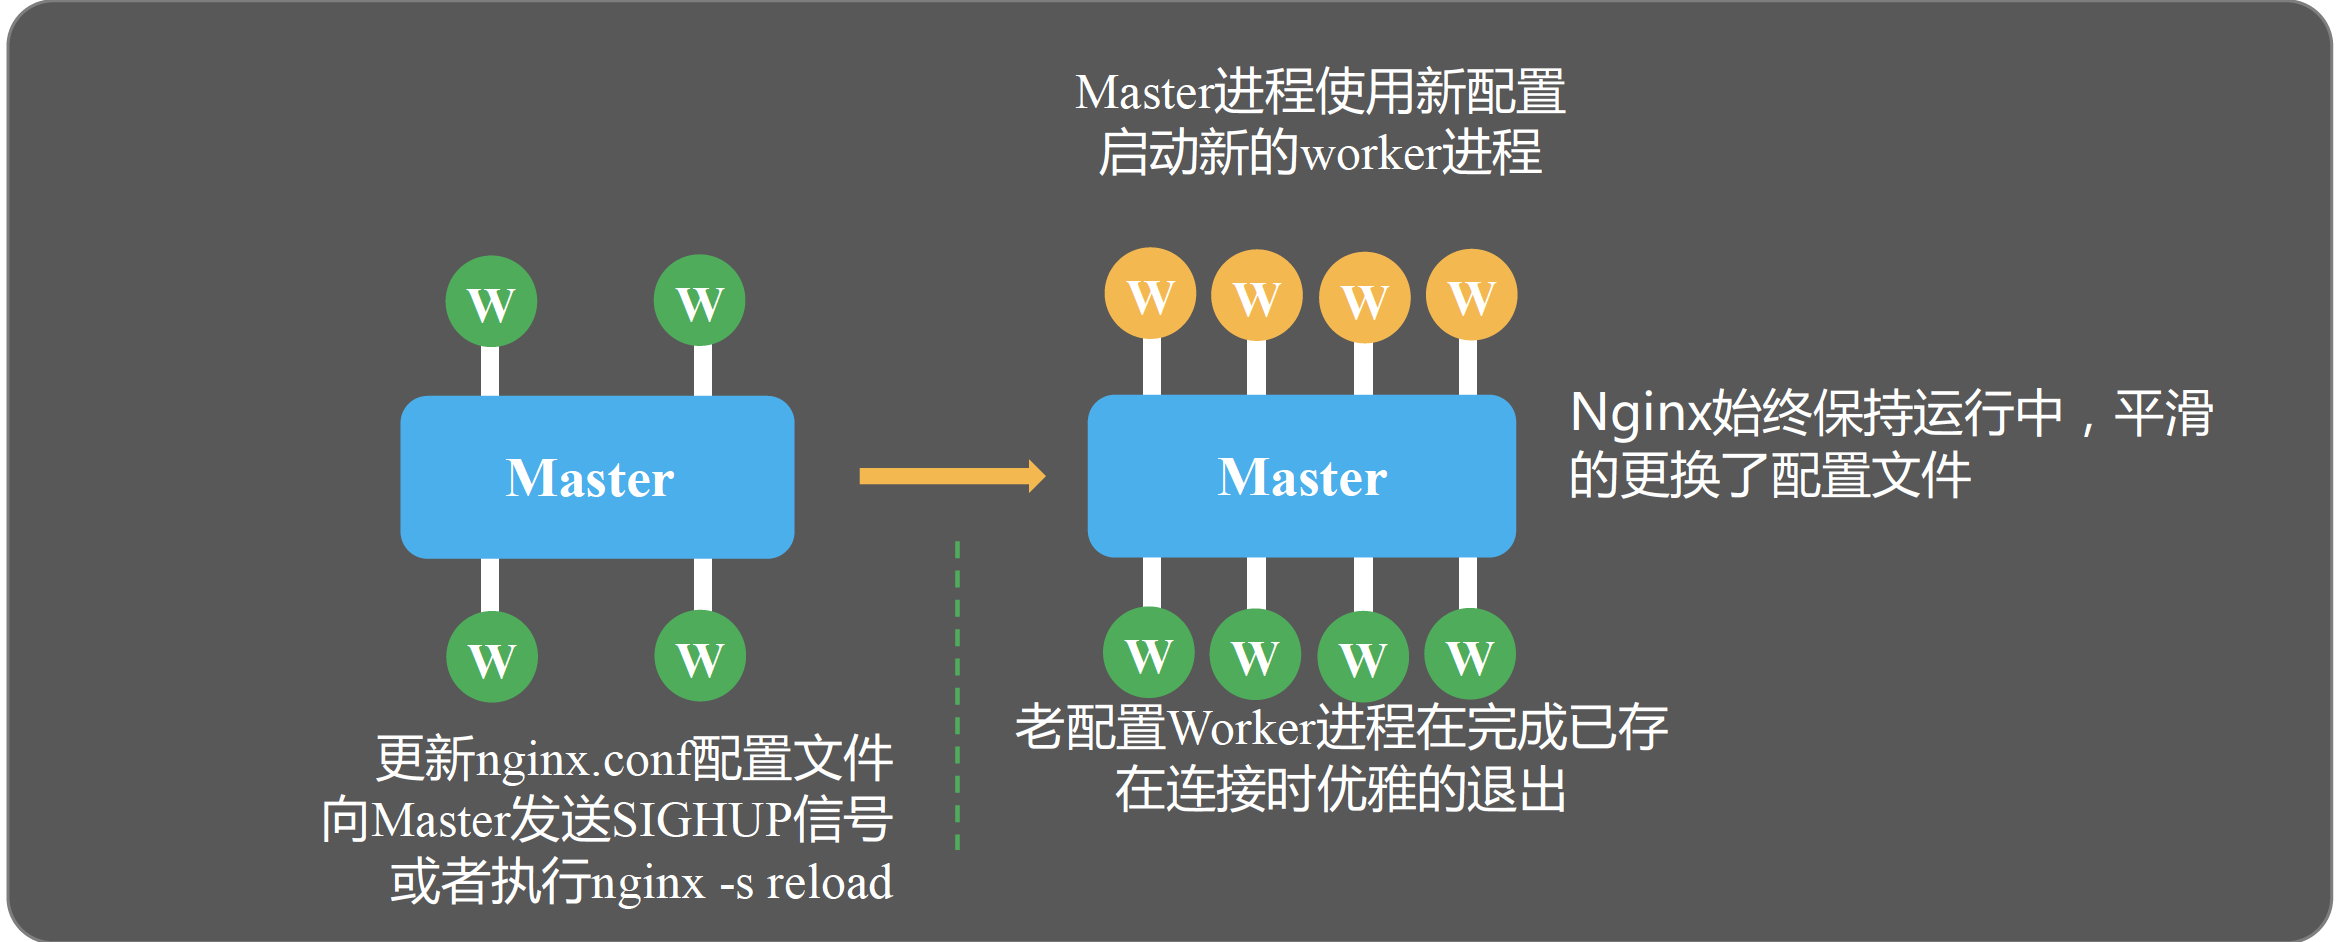 Master进程使用新配置
启动新的worker进程
W
W
W
W
W
W
Master
Master
Nginx始终保持运行中，平滑
的更换了配置文件
W
W
W
W
W
W
更新nginx.conf配置文件
向Master发送SIGHUP信号
或者执行nginx -s reload
老配置Worker进程在完成已存
在连接时优雅的退出